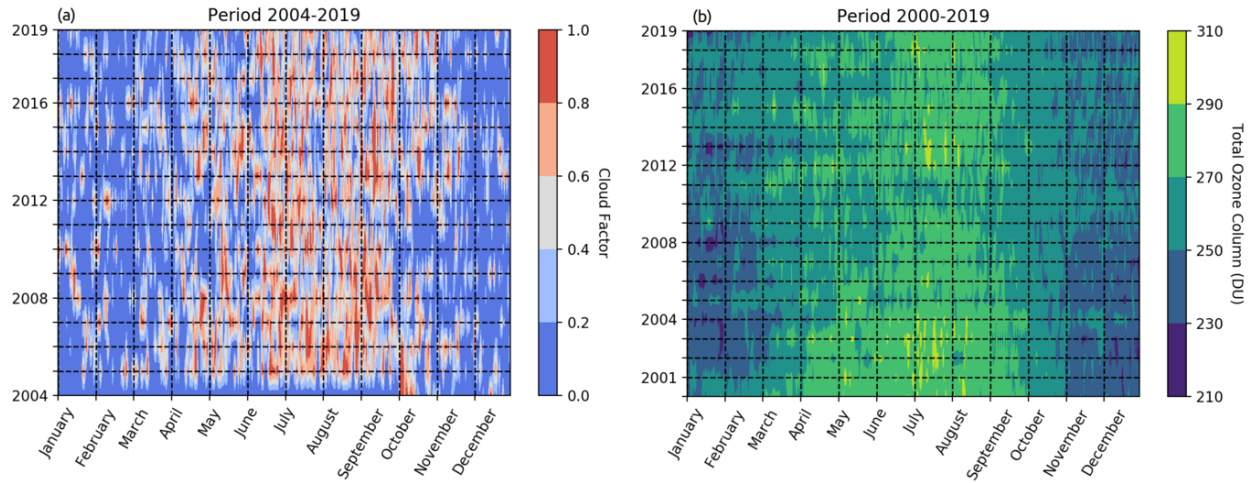 (a)
Period 2004-2019
2019
2016
2012
2008
2004
January
February
March
April
May
June
July
August
September
October
November
December
1.0
0.8
0.6
0.4
0.2
0.0
Cloud Factor
(b)
Period 2000-2019
2019
2016
2012
2008
2004
2001
January
February
March
April
May
June
July
August
September
October
November
December
310
290
270
250
230
210
Total Ozone Column (DU)